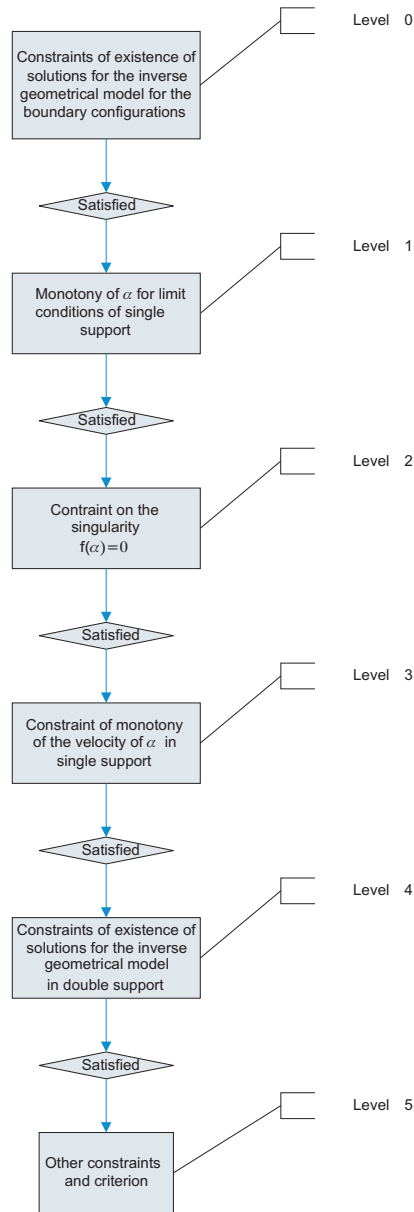 Level 0
Constraints of existence of
solutions for the inverse
geometrical model for the
boundary configurations
Satisfied
Level 1
Monotony of α for limit
conditions of single
support
Satisfied
Level 2
Contraint on the
singularity
f(α)=0
Satisfied
Level 3
Constraint of monotony
of the velocity of α in
single support
Satisfied
Level 4
Constraints of existence of
solutions for the inverse
geometrical model
in double support
Satisfied
Level 5
Other constraints
and criterion